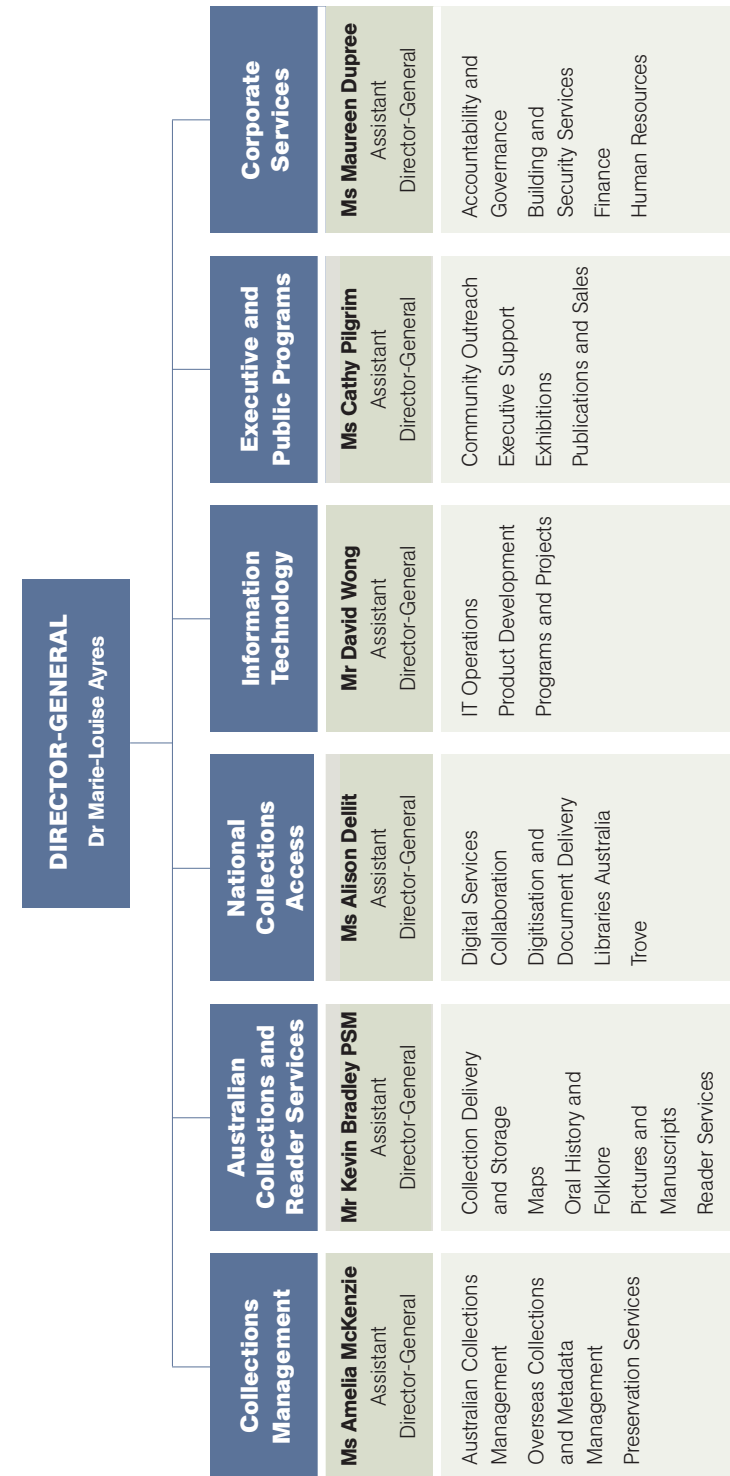 DIRECTOR-GENERAL
Dr Marie-Louise Ayres
Collections
Management
Ms Amelia McKenzie
Assistant
Director-General
Australian Collections
Management
Overseas Collections
and Metadata
Management
Preservation Services
Australian
Collections and
Reader Services
Mr Kevin Bradley PSM
Assistant
Director-General
Collection Delivery
and Storage
Maps
Oral History and
Folklore
Pictures and
Manuscripts
Reader Services
National
Collections
Access
Ms Alison Dellit
Assistant
Director-General
Digital Services
Collaboration
Digitisation and
Document Delivery
Libraries Australia
Trove
Information
Technology
Mr David Wong
Assistant
Director-General
IT Operations
Product Development
Programs and Projects
Executive and
Public Programs
Ms Cathy Pilgrim
Assistant
Director-General
Community Outreach
Executive Support
Exhibitions
Publications and Sales
Corporate
Services
Ms Maureen Dupree
Assistant
Director-General
Accountability and
Governance
Building and
Security Services
Finance
Human Resources